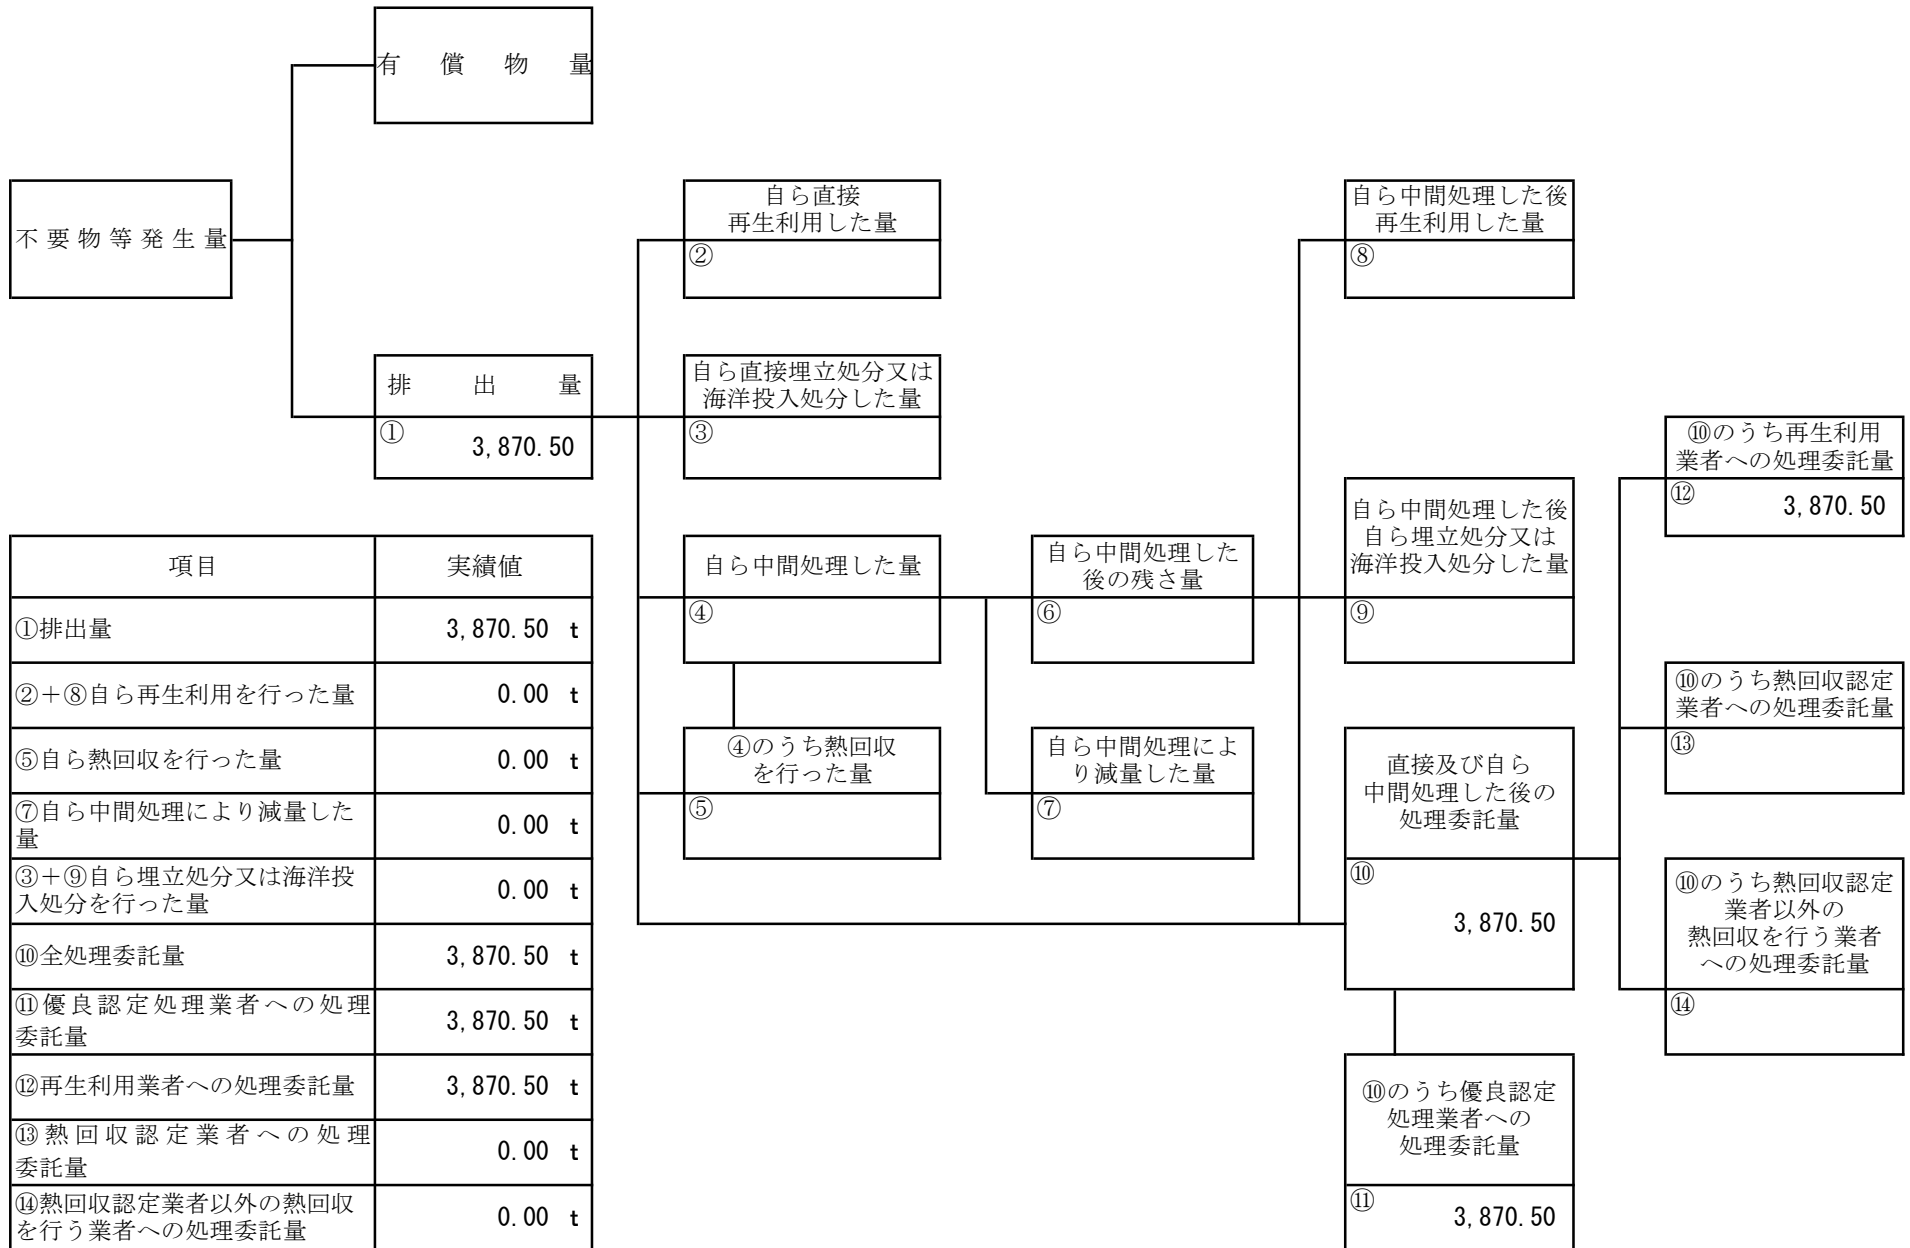 有償物量
不要物等発生量
自ら直接
再生利用した量
②
自ら中間処理した後
再生利用した量
⑧
排出量
①
3,870.50
自ら直接埋立処分又は
海洋投入処分した量
③
⑩のうち再生利用
業者への処理委託量
⑫
3,870.50
自ら中間処理した後
自ら埋立処分又は
海洋投入処分した量
⑨
自ら中間処理した量
④
自ら中間処理した
後の残さ量
⑥
⑩のうち熱回収認定
業者への処理委託量
⑬
④のうち熱回収
を行った量
⑤
自ら中間処理によ
り減量した量
⑦
直接及び自ら
中間処理した後の
処理委託量
⑩
3,870.50
⑩のうち熱回収認定
業者以外の
熱回収を行う業者
への処理委託量
⑭
⑩のうち優良認定
処理業者への
処理委託量
⑪
3,870.50
項目 実績値
①排出量 3,870.50 t
②+⑧自ら再生利用を行った量 0.00 t
⑤自ら熱回収を行った量 0.00 t
⑦自ら中間処理により減量した
量 0.00 t
③+⑨自ら埋立処分又は海洋投
入処分を行った量 0.00 t
⑩全処理委託量 3,870.50 t
⑪優良認定処理業者への処理
委託量 3,870.50 t
⑫再生利用業者への処理委託量 3,870.50 t
⑬熱回収認定業者への処理
委託量 0.00 t
⑭熱回収認定業者以外の熱回収
を行う業者への処理委託量 0.00 t